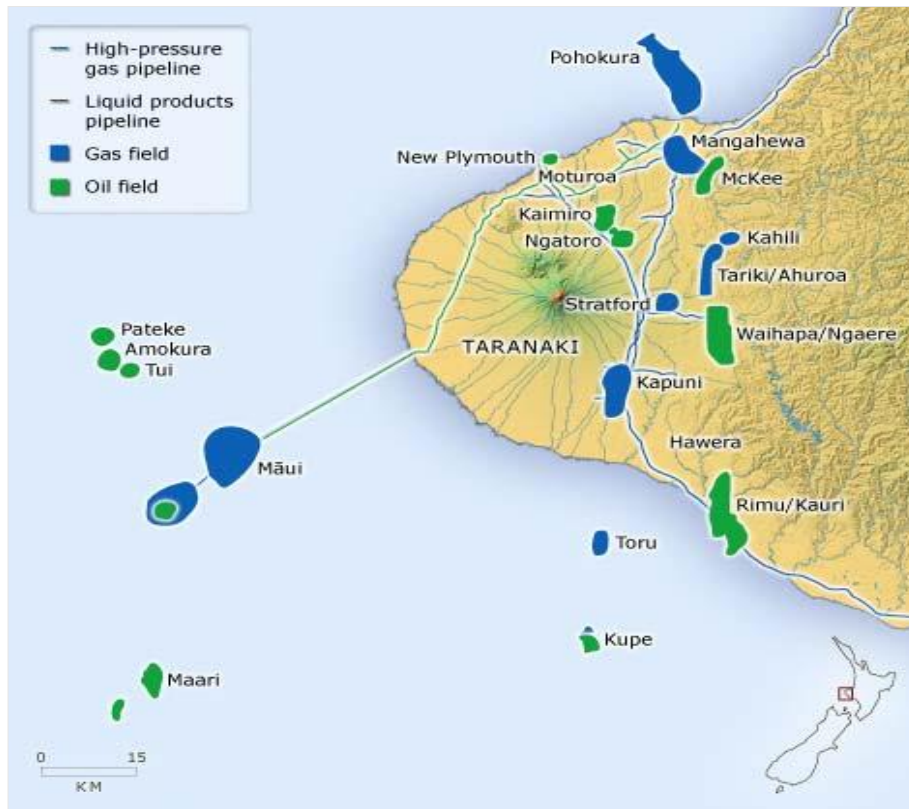 High-pressure
gas pipeline
Liquid products
pipeline
Gas field
Oil field
Pohokura
New Plymouth
Mangahewa
Moturoa
McKee
Kaimiro
Ngatoro
Kahili
Tariki/Ahuroa
Stratford
Waihapa/Ngaere
Pateke
Amokura
Tui
TARANAKI
Kapuni
Māui
Hawera
Rimu/Kauri
Toru
Kupe
Maari
0 15
KM